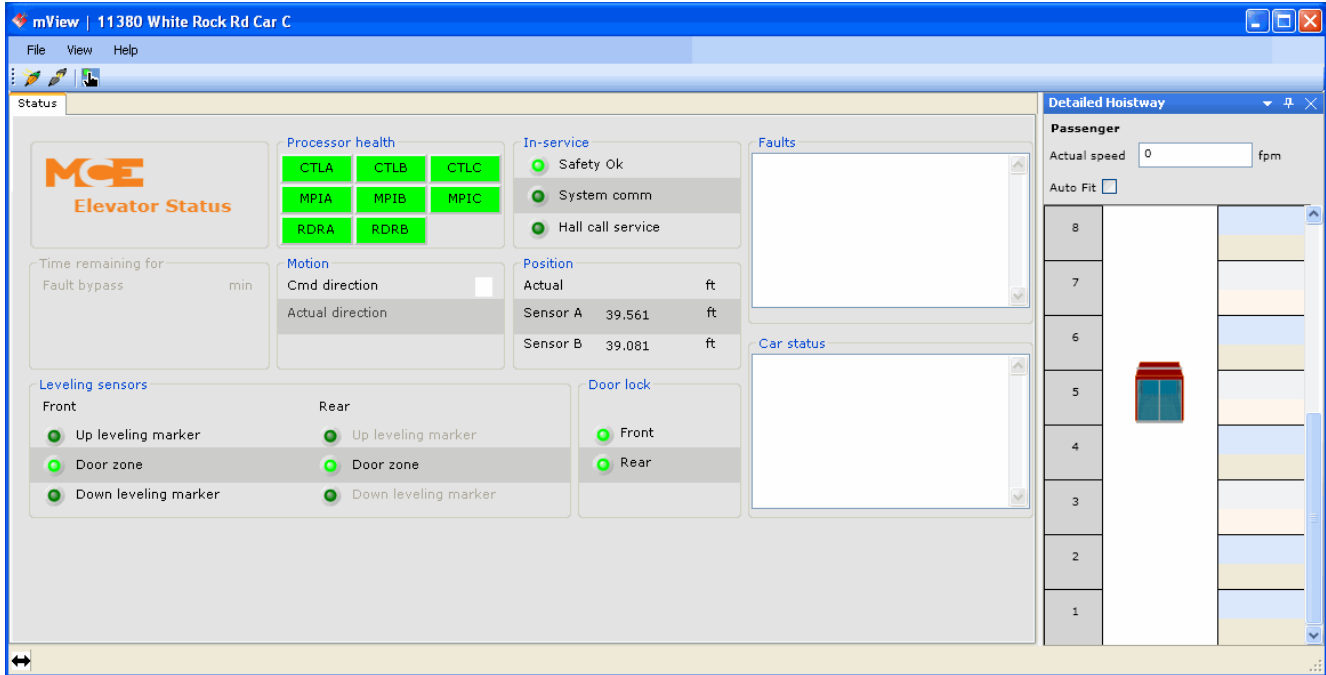 mView | 11380 White Rock Rd Car C
File View Help
Status
MCE
Elevator Status
Processor health
CTLA CTLB CTLC
MPIA MPIB MPIC
RDRA RDRB
In-service
Safety Ok
System comm
Hall call service
Faults
Time remaining for
Fault bypass min
Motion
Cmd direction
Actual direction
Position
Actual ft
Sensor A 39.561 ft
Sensor B 39.081 ft
Car status
Leveling sensors
Front Rear
Up leveling marker Up leveling marker
Door zone Door zone
Down leveling marker Down leveling marker
Door lock
Front
Rear
Detailed Hoistway
Passenger
Actual speed 0 fpm
Auto Fit
8
7
6
5
4
3
2
1